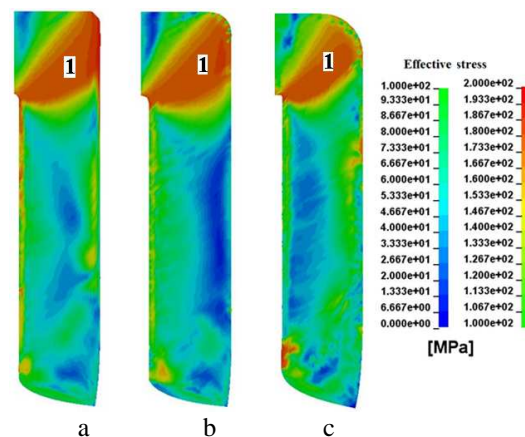 1 1 1
Effective stress
1.000e+02 2.000e+02
9.333e+01 1.933e+02
8.667e+01 1.867e+02
8.000e+01 1.800e+02
7.333e+01 1.733e+02
6.667e+01 1.667e+02
6.000e+01 1.600e+02
5.333e+01 1.533e+02
4.667e+01 1.467e+02
4.000e+01 1.400e+02
3.333e+01 1.333e+02
2.667e+01 1.267e+02
2.000e+01 1.200e+02
1.333e+01 1.133e+02
6.667e+00 1.067e+02
0.000e+00 1.000e+02
[MPa]
a b c